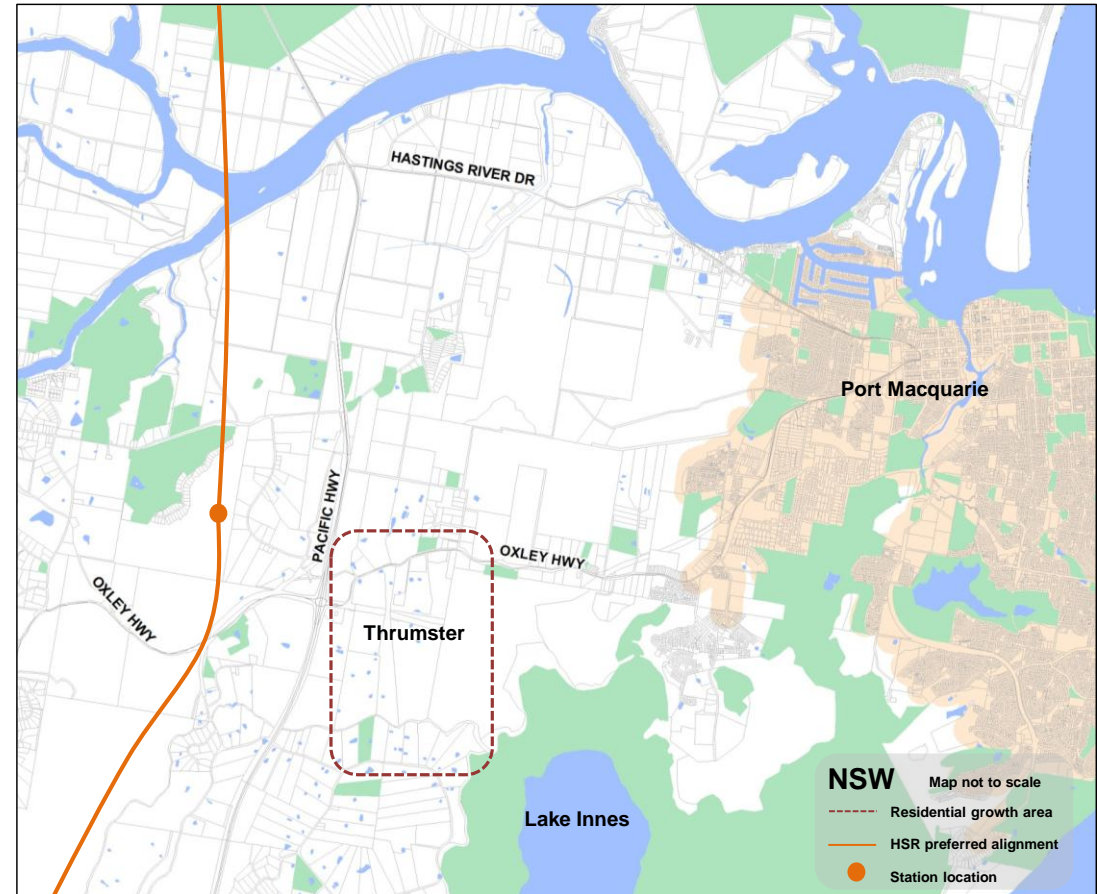 HASTINGS RIVER DR
Port Macquarie
PACIFIC HWY
OXLEY HWY
OXLEY HWY
Thrumster
Lake Innes
NSW Map not to scale
Residential growth area
HSR preferred alignment
Station location